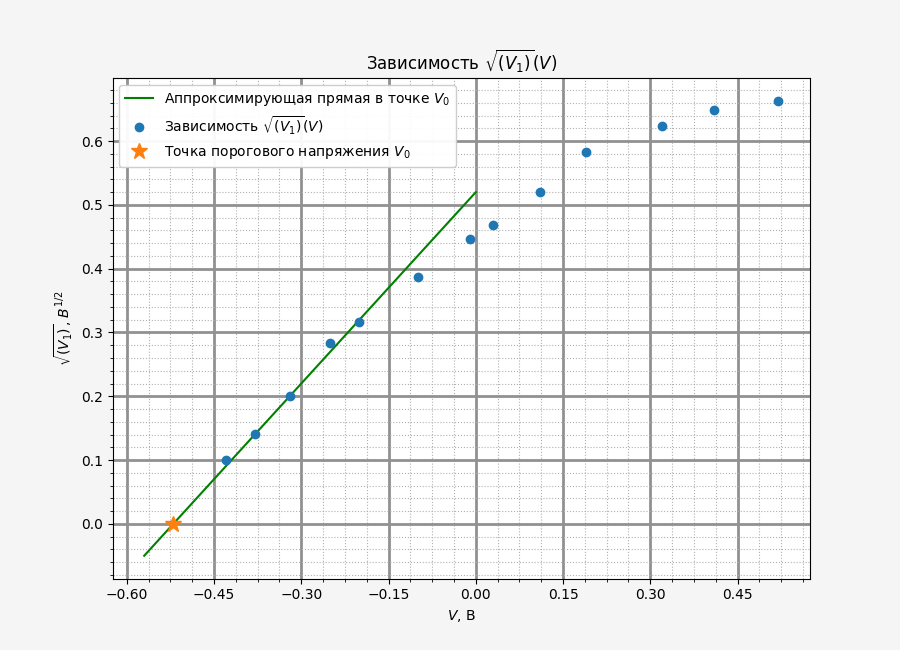 Зависимость √(V₁)(V)
Аппроксимирующая прямая в точке V₀
Зависимость √(V₁)(V)
Точка порогового напряжения V₀
√(V₁), B^1/2
0.6
0.5
0.4
0.3
0.2
0.1
0.0
−0.60 −0.45 −0.30 −0.15 0.00 0.15 0.30 0.45
V, В